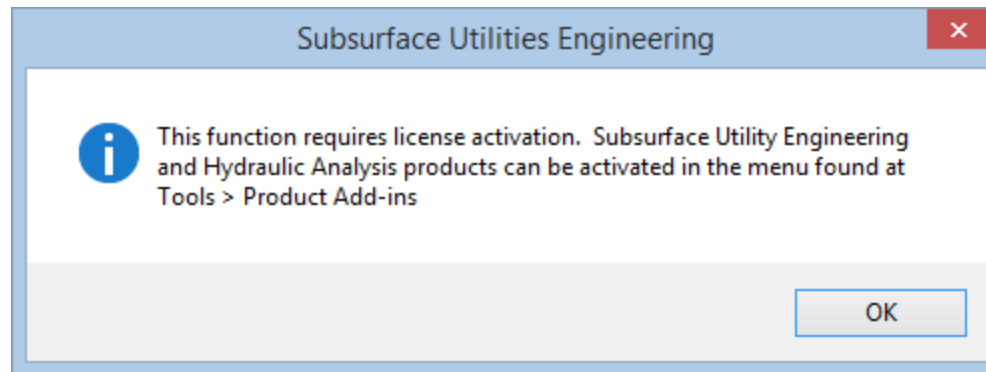 Subsurface Utilities Engineering
This function requires license activation.  Subsurface Utility Engineering
and Hydraulic Analysis products can be activated in the menu found at
Tools > Product Add-ins
OK